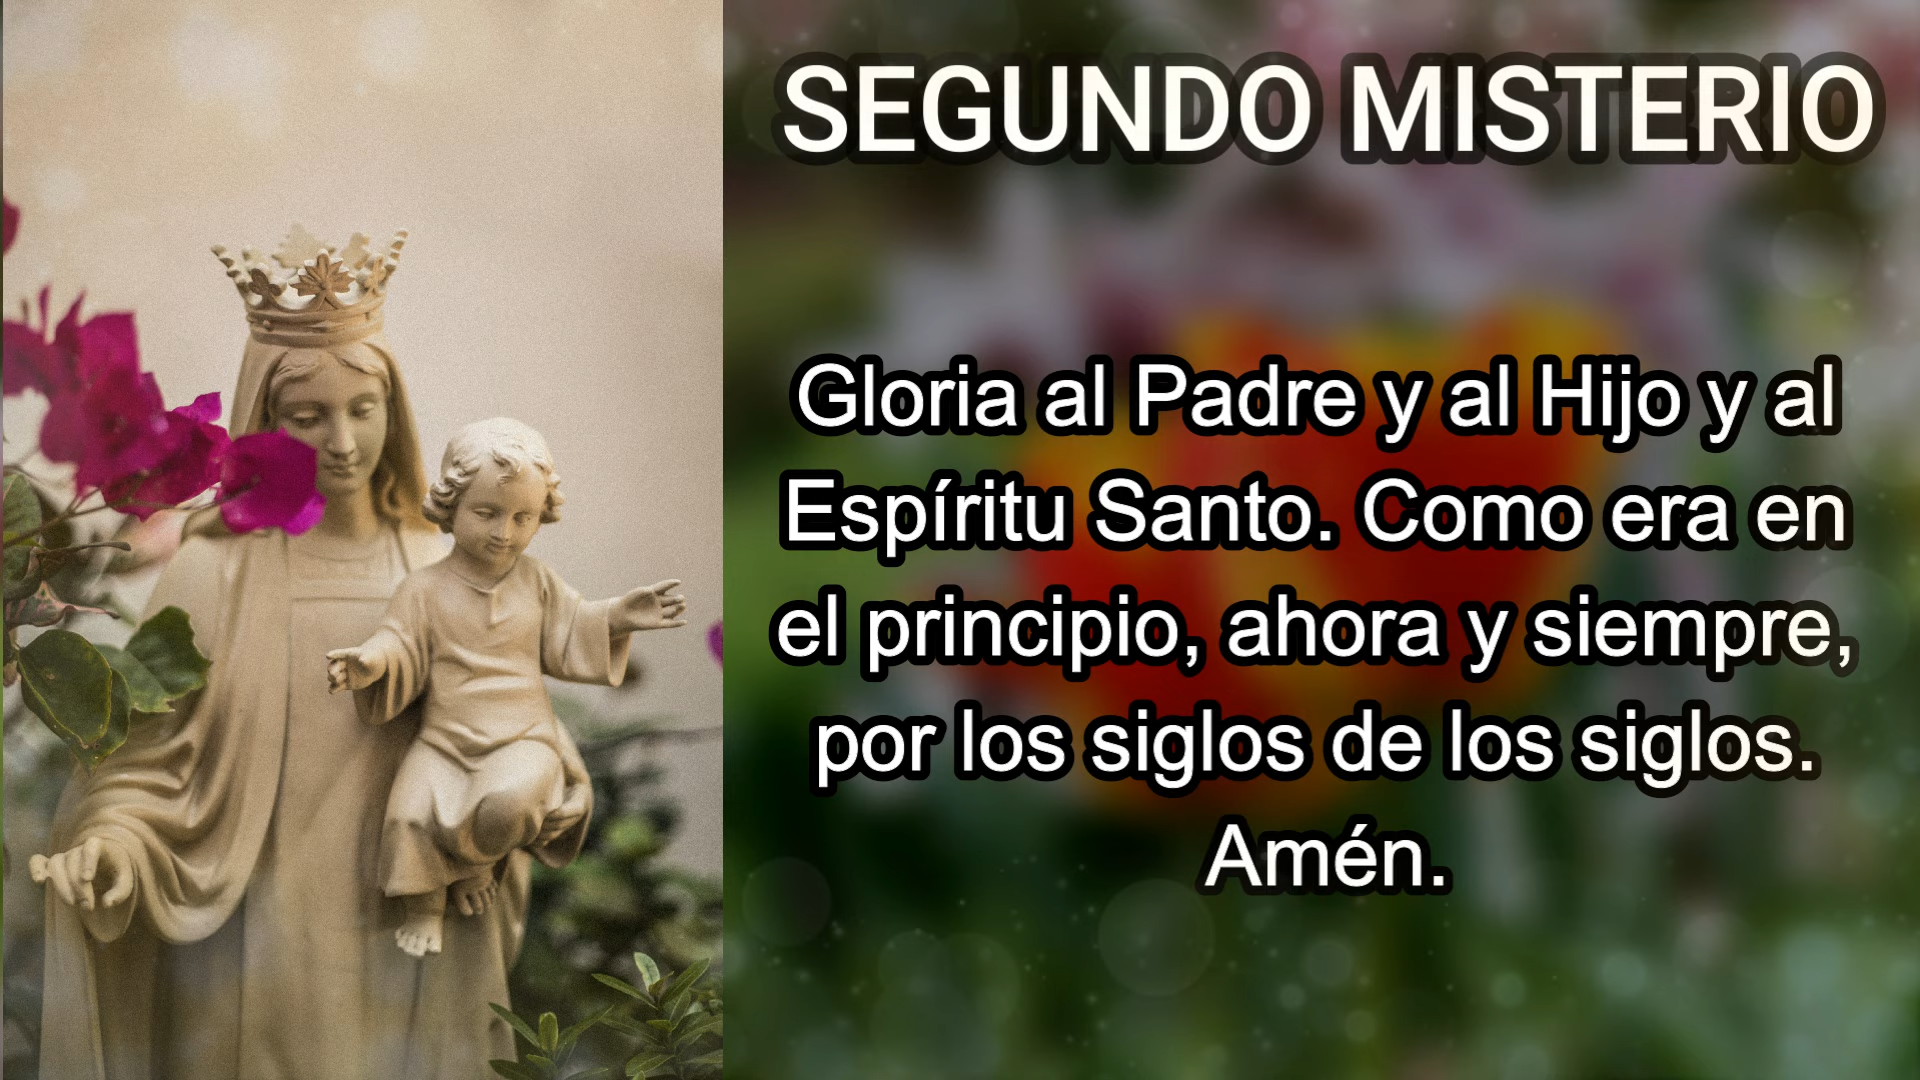 SEGUNDO MISTERIO
Gloria al Padre y al Hijo y al
Espíritu Santo. Como era en
el principio, ahora y siempre,
por los siglos de los siglos.
Amén.